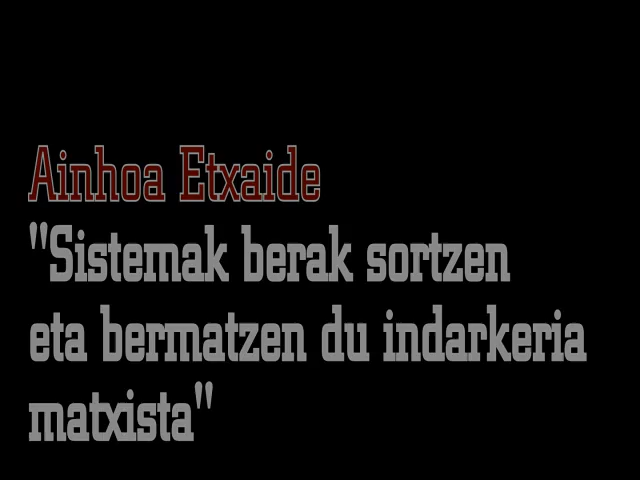 Ainhoa Etxaide
"Sistemak berak sortzen
eta bermatzen du indarkeria
matxista"